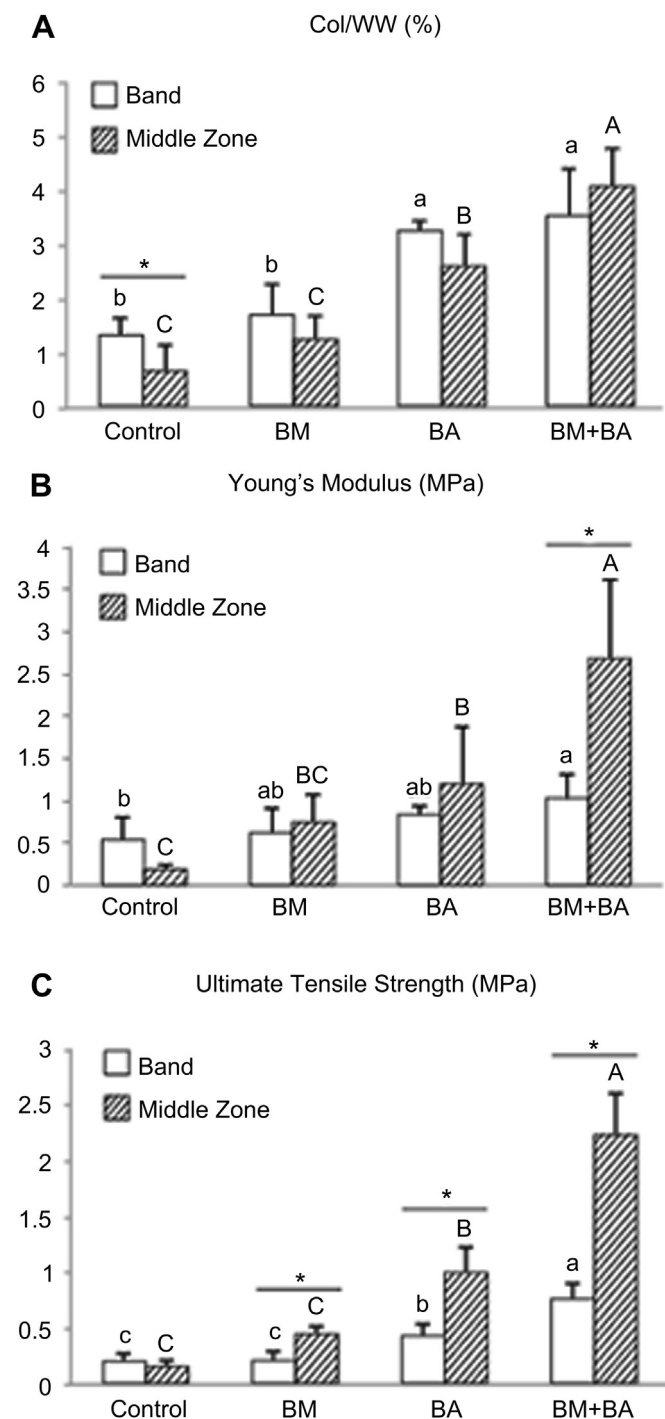 A
Col/WW (%)
6
5
4
3
2
1
0
Band
Middle Zone
*
b
C
b
C
a
B
a
A
Control
BM
BA
BM+BA
B
Young’s Modulus (MPa)
4
3.5
3
2.5
2
1.5
1
0.5
0
Band
Middle Zone
b
C
ab
BC
ab
B
*
a
A
Control
BM
BA
BM+BA
C
Ultimate Tensile Strength (MPa)
3
2.5
2
1.5
1
0.5
0
Band
Middle Zone
c
C
*
c
C
*
b
B
*
a
A
Control
BM
BA
BM+BA